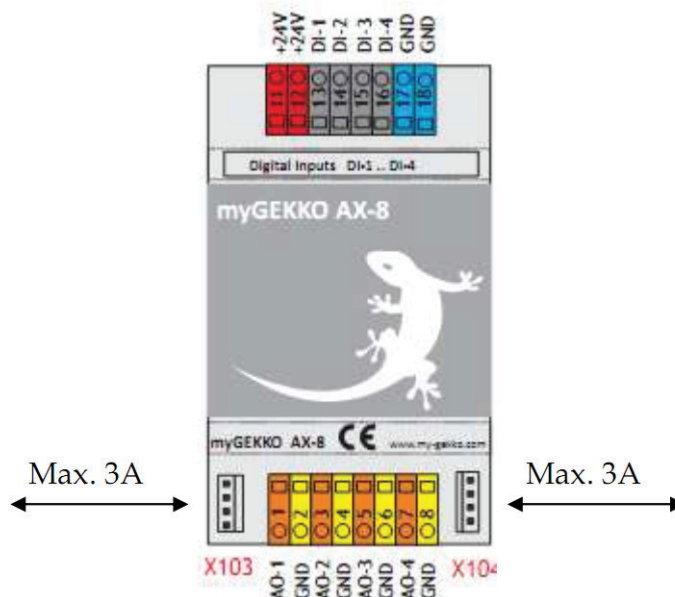 +24V +24V DI-1 DI-2 DI-3 DI-4 GND GND
11 12 13 14 15 16 17 18
Digital Inputs DI-1 .. DI-4
myGEKKO AX-8
myGEKKO AX-8 CE www.my-gekko.com
Max. 3A
Max. 3A
1 2 3 4 5 6 7 8
X103
X104
AO-1 GND AO-2 GND AO-3 GND AO-4 GND